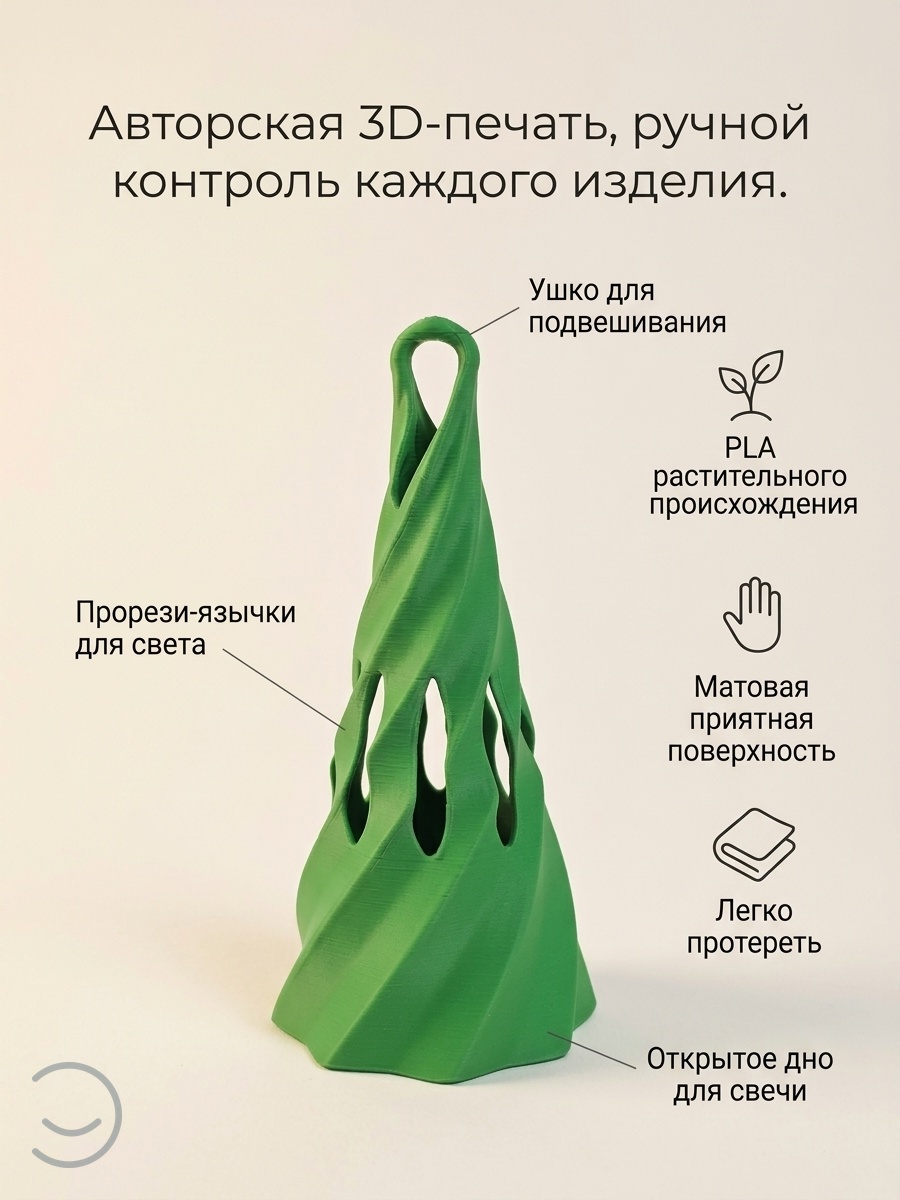 Авторская 3D-печать, ручной
контроль каждого изделия.
Ушко для
подвешивания
PLA
растительного
происхождения
Прорези-язычки
для света
Матовая
приятная
поверхность
Легко
протереть
Открытое дно
для свечи